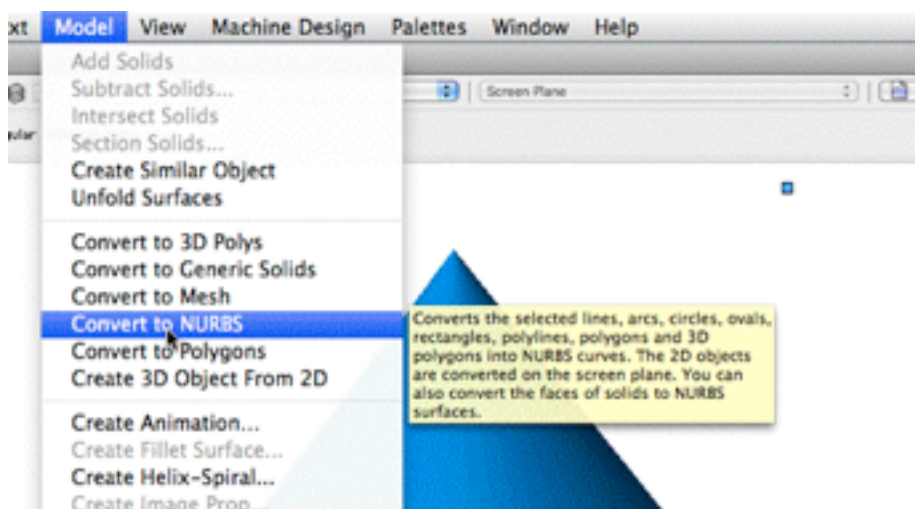 xt Model View Machine Design Palettes Window Help
Add Solids
Subtract Solids...
Screen Plane
Intersect Solids
ular
Section Solids...
Create Similar Object
Unfold Surfaces
Convert to 3D Polys
Convert to Generic Solids
Convert to Mesh
Convert to NURBS
Convert to Polygons
Create 3D Object From 2D
Converts the selected lines, arcs, circles, ovals,
rectangles, polylines, polygons and 3D
polygons into NURBS curves. The 2D objects
are converted on the screen plane. You can
also convert the faces of solids to NURBS
surfaces.
Create Animation...
Create Fillet Surface...
Create Helix-Spiral...
Create Image Prop...